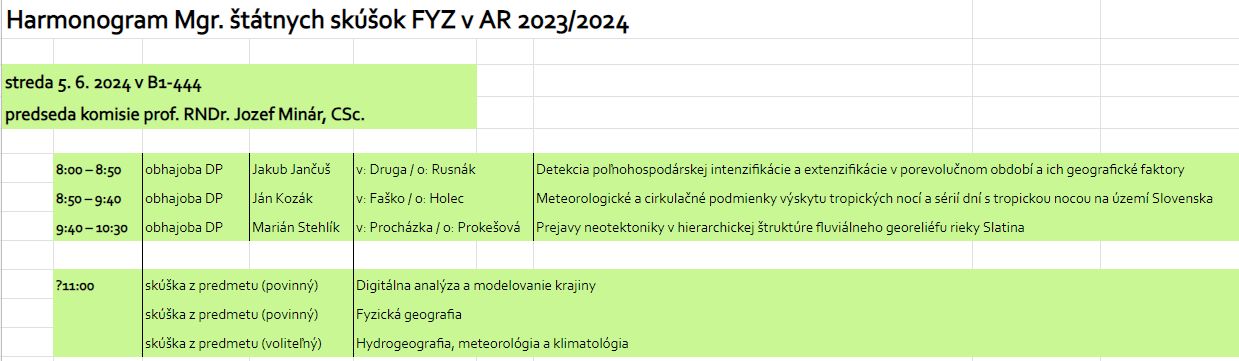 Harmonogram Mgr. štátnych skúšok FYZ v AR 2023/2024
streda 5. 6. 2024 v B1-444
predseda komisie prof. RNDr. Jozef Minár, CSc.
8:00 – 8:50 obhajoba DP Jakub Jančuš v: Druga / o: Rusnák Detekcia poľnohospodárskej intenzifikácie a extenzifikácie v porevolučnom období a ich geografické faktory
8:50 – 9:40 obhajoba DP Ján Kozák v: Faško / o: Holec Meteorologické a cirkulačné podmienky výskytu tropických nocí a sérií dní s tropickou nocou na území Slovenska
9:40 – 10:30 obhajoba DP Marián Stehlík v: Procházka / o: Prokešová Prejavy neotektoniky v hierarchickej štruktúre fluviálneho georeliéfu rieky Slatina
?11:00 skúška z predmetu (povinný) Digitálna analýza a modelovanie krajiny
skúška z predmetu (povinný) Fyzická geografia
skúška z predmetu (voliteľný) Hydrogeografia, meteorológia a klimatológia